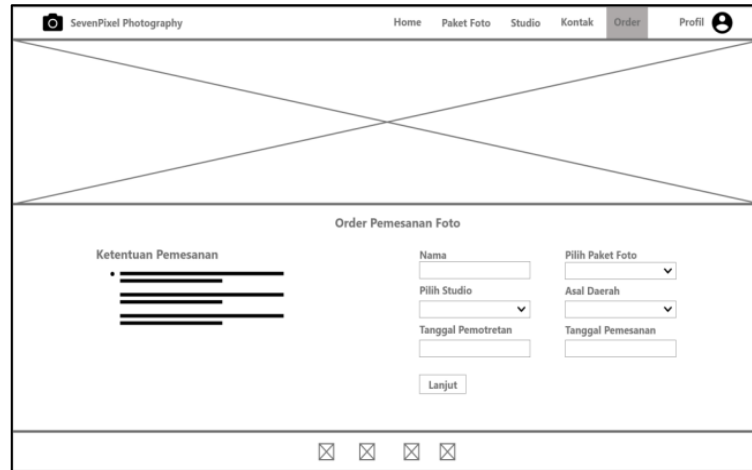 SevenPixel Photography Home Paket Foto Studio Kontak Order Profil
Order Pemesanan Foto
Ketentuan Pemesanan
Nama Pilih Paket Foto
Pilih Studio Asal Daerah
Tanggal Pemotretan Tanggal Pemesanan
Lanjut